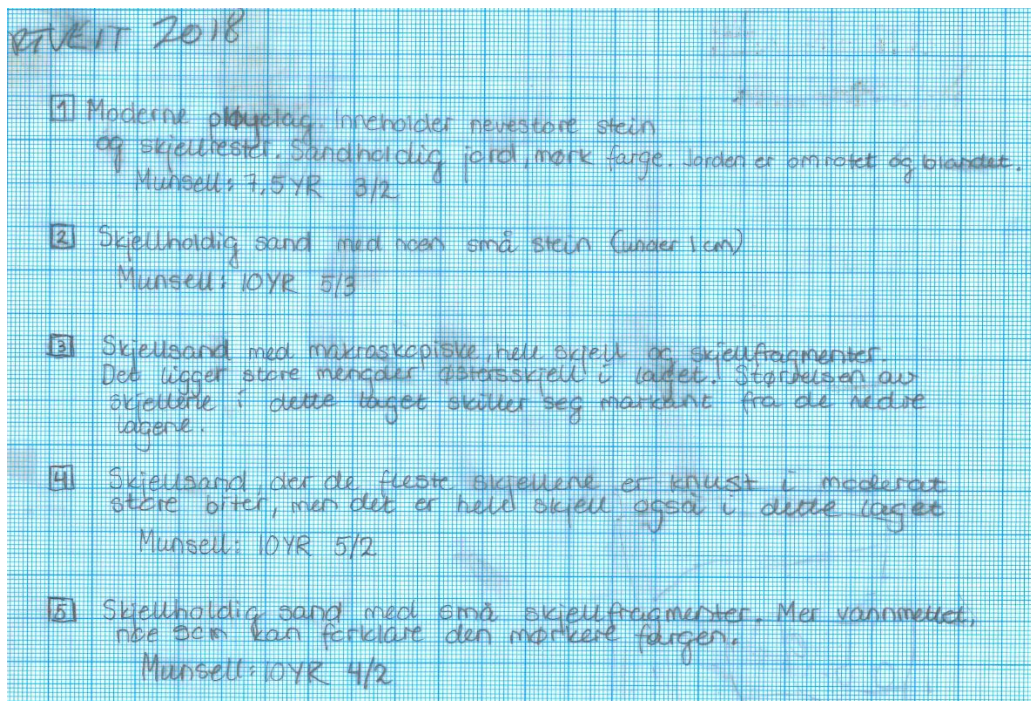 RTVEIT 2018
1 Moderne pløyelag. Inneholder nevestore stein
og skjellrester. Sandholdig jord, mørk farge. Jorden er omrotet og blandet.
Munsell: 7,5 YR 3/2
2 Skjellholdig sand med noen små stein (under 1 cm)
Munsell: 10YR 5/3
3 Skjellsand med makroskopiske, hele skjell og skjellfragmenter.
Det ligger store mengder østersskjell i laget. Størrelsen av
skjellene i dette laget skiller seg markant fra de nedre
lagene.
4 Skjellsand der de fleste skjellene er knust i moderat
store biter, men det er hele skjell også i dette laget
Munsell: 10YR 5/2
5 Skjellholdig sand med små skjellfragmenter. Mer vannmettet,
noe som kan forklare den mørkere fargen.
Munsell: 10YR 4/2